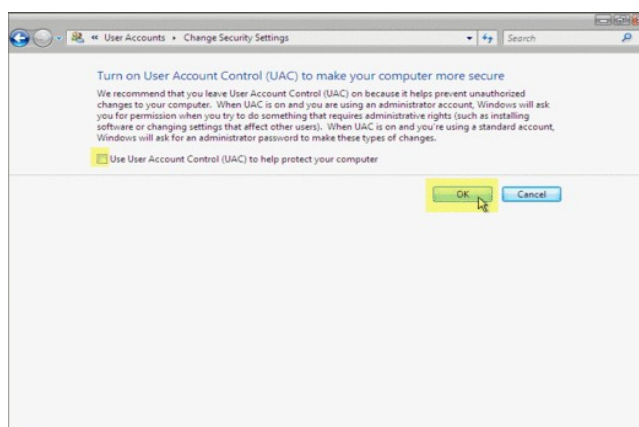 « User Accounts ▸ Change Security Settings
Search
Turn on User Account Control (UAC) to make your computer more secure
We recommend that you leave User Account Control (UAC) on because it helps prevent unauthorized
changes to your computer. When UAC is on and you are using an administrator account, Windows will ask
you for permission when you try to do something that requires administrative rights (such as installing
software or changing settings that affect other users). When UAC is on and you're using a standard account,
Windows will ask for an administrator password to make these types of changes.
Use User Account Control (UAC) to help protect your computer
OK
Cancel